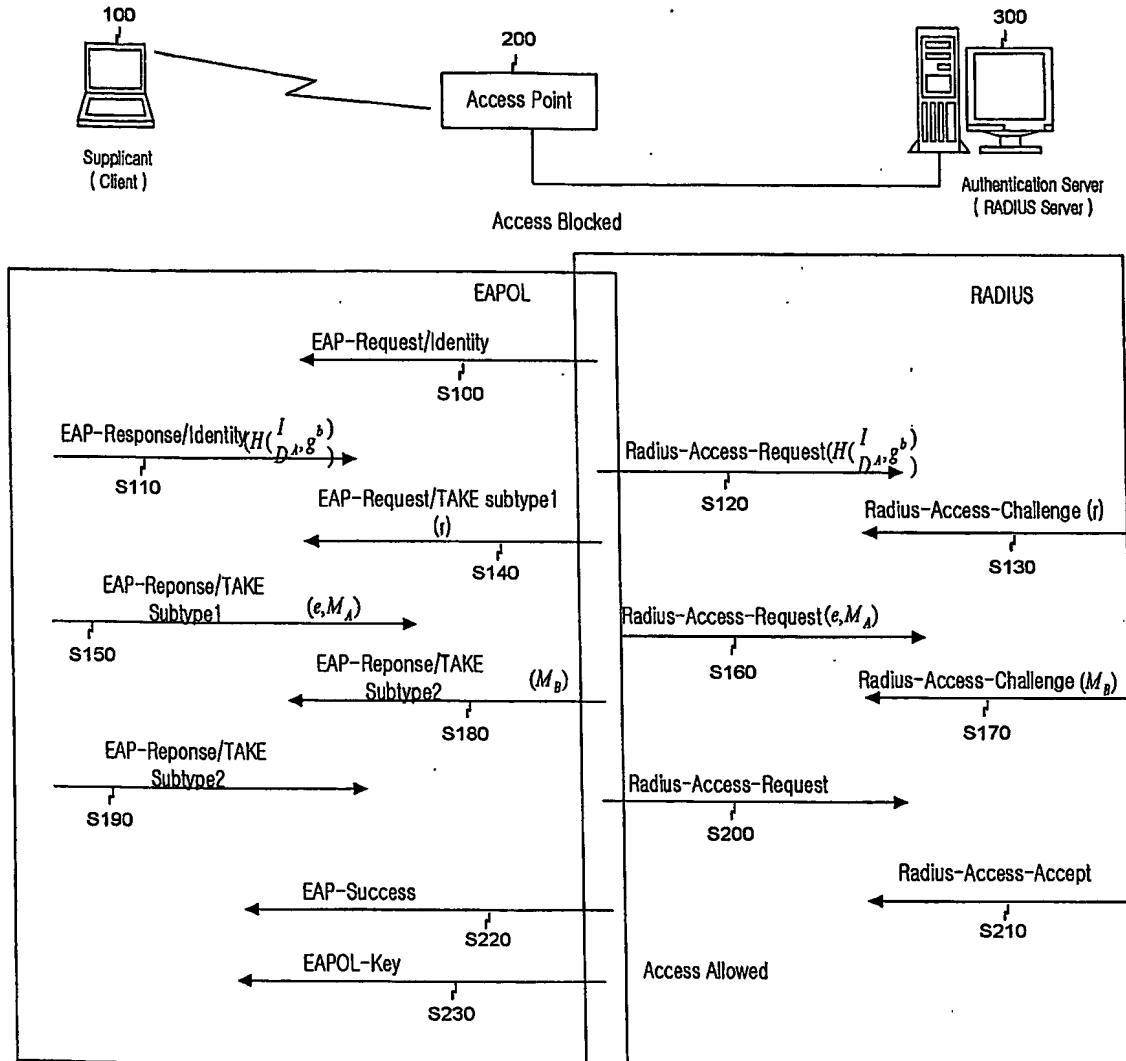 100
200
300
Access Point
Supplicant
( Client )
Authentication Server
( RADIUS Server )
Access Blocked
EAPOL
RADIUS
EAP-Request/Identity
S100
EAP-Response/Identity(H(I D^A, g^b))
S110
Radius-Access-Request(H(I D^A, g^b))
S120
EAP-Request/TAKE subtype1
(r)
S140
Radius-Access-Challenge (r)
S130
EAP-Reponse/TAKE
Subtype1
(e,M_A)
S150
Radius-Access-Request(e,M_A)
S160
EAP-Reponse/TAKE
Subtype2
(M_B)
S180
Radius-Access-Challenge (M_B)
S170
EAP-Reponse/TAKE
Subtype2
S190
Radius-Access-Request
S200
Radius-Access-Accept
S210
EAP-Success
S220
EAPOL-Key
S230
Access Allowed